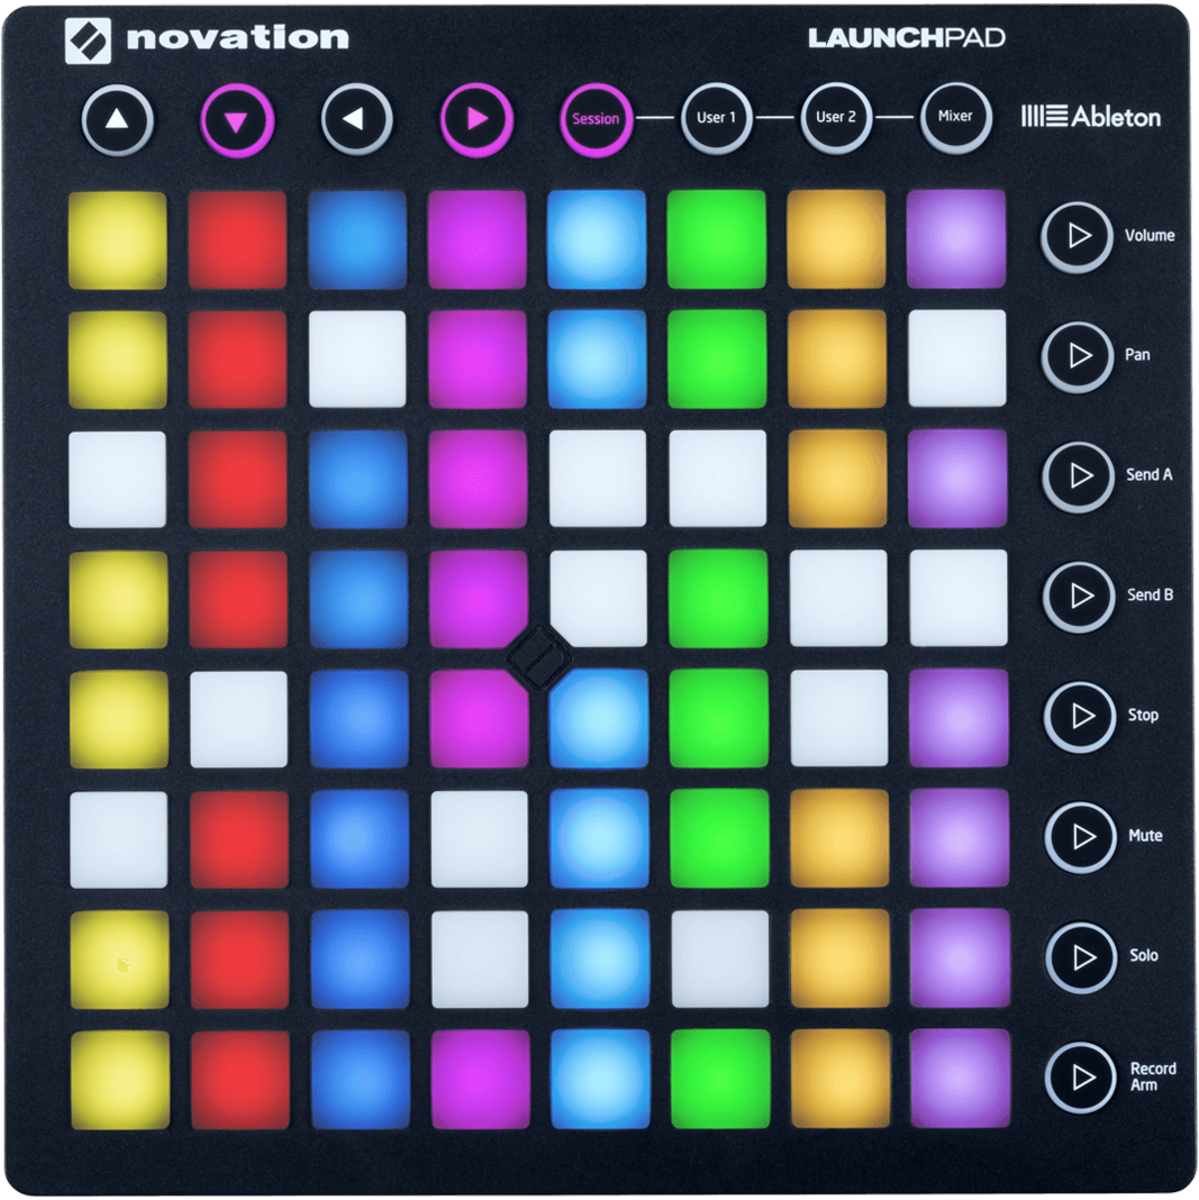 novation
LAUNCHPAD
Session
User 1
User 2
Mixer
Ableton
Volume
Pan
Send A
Send B
Stop
Mute
Solo
Record
Arm